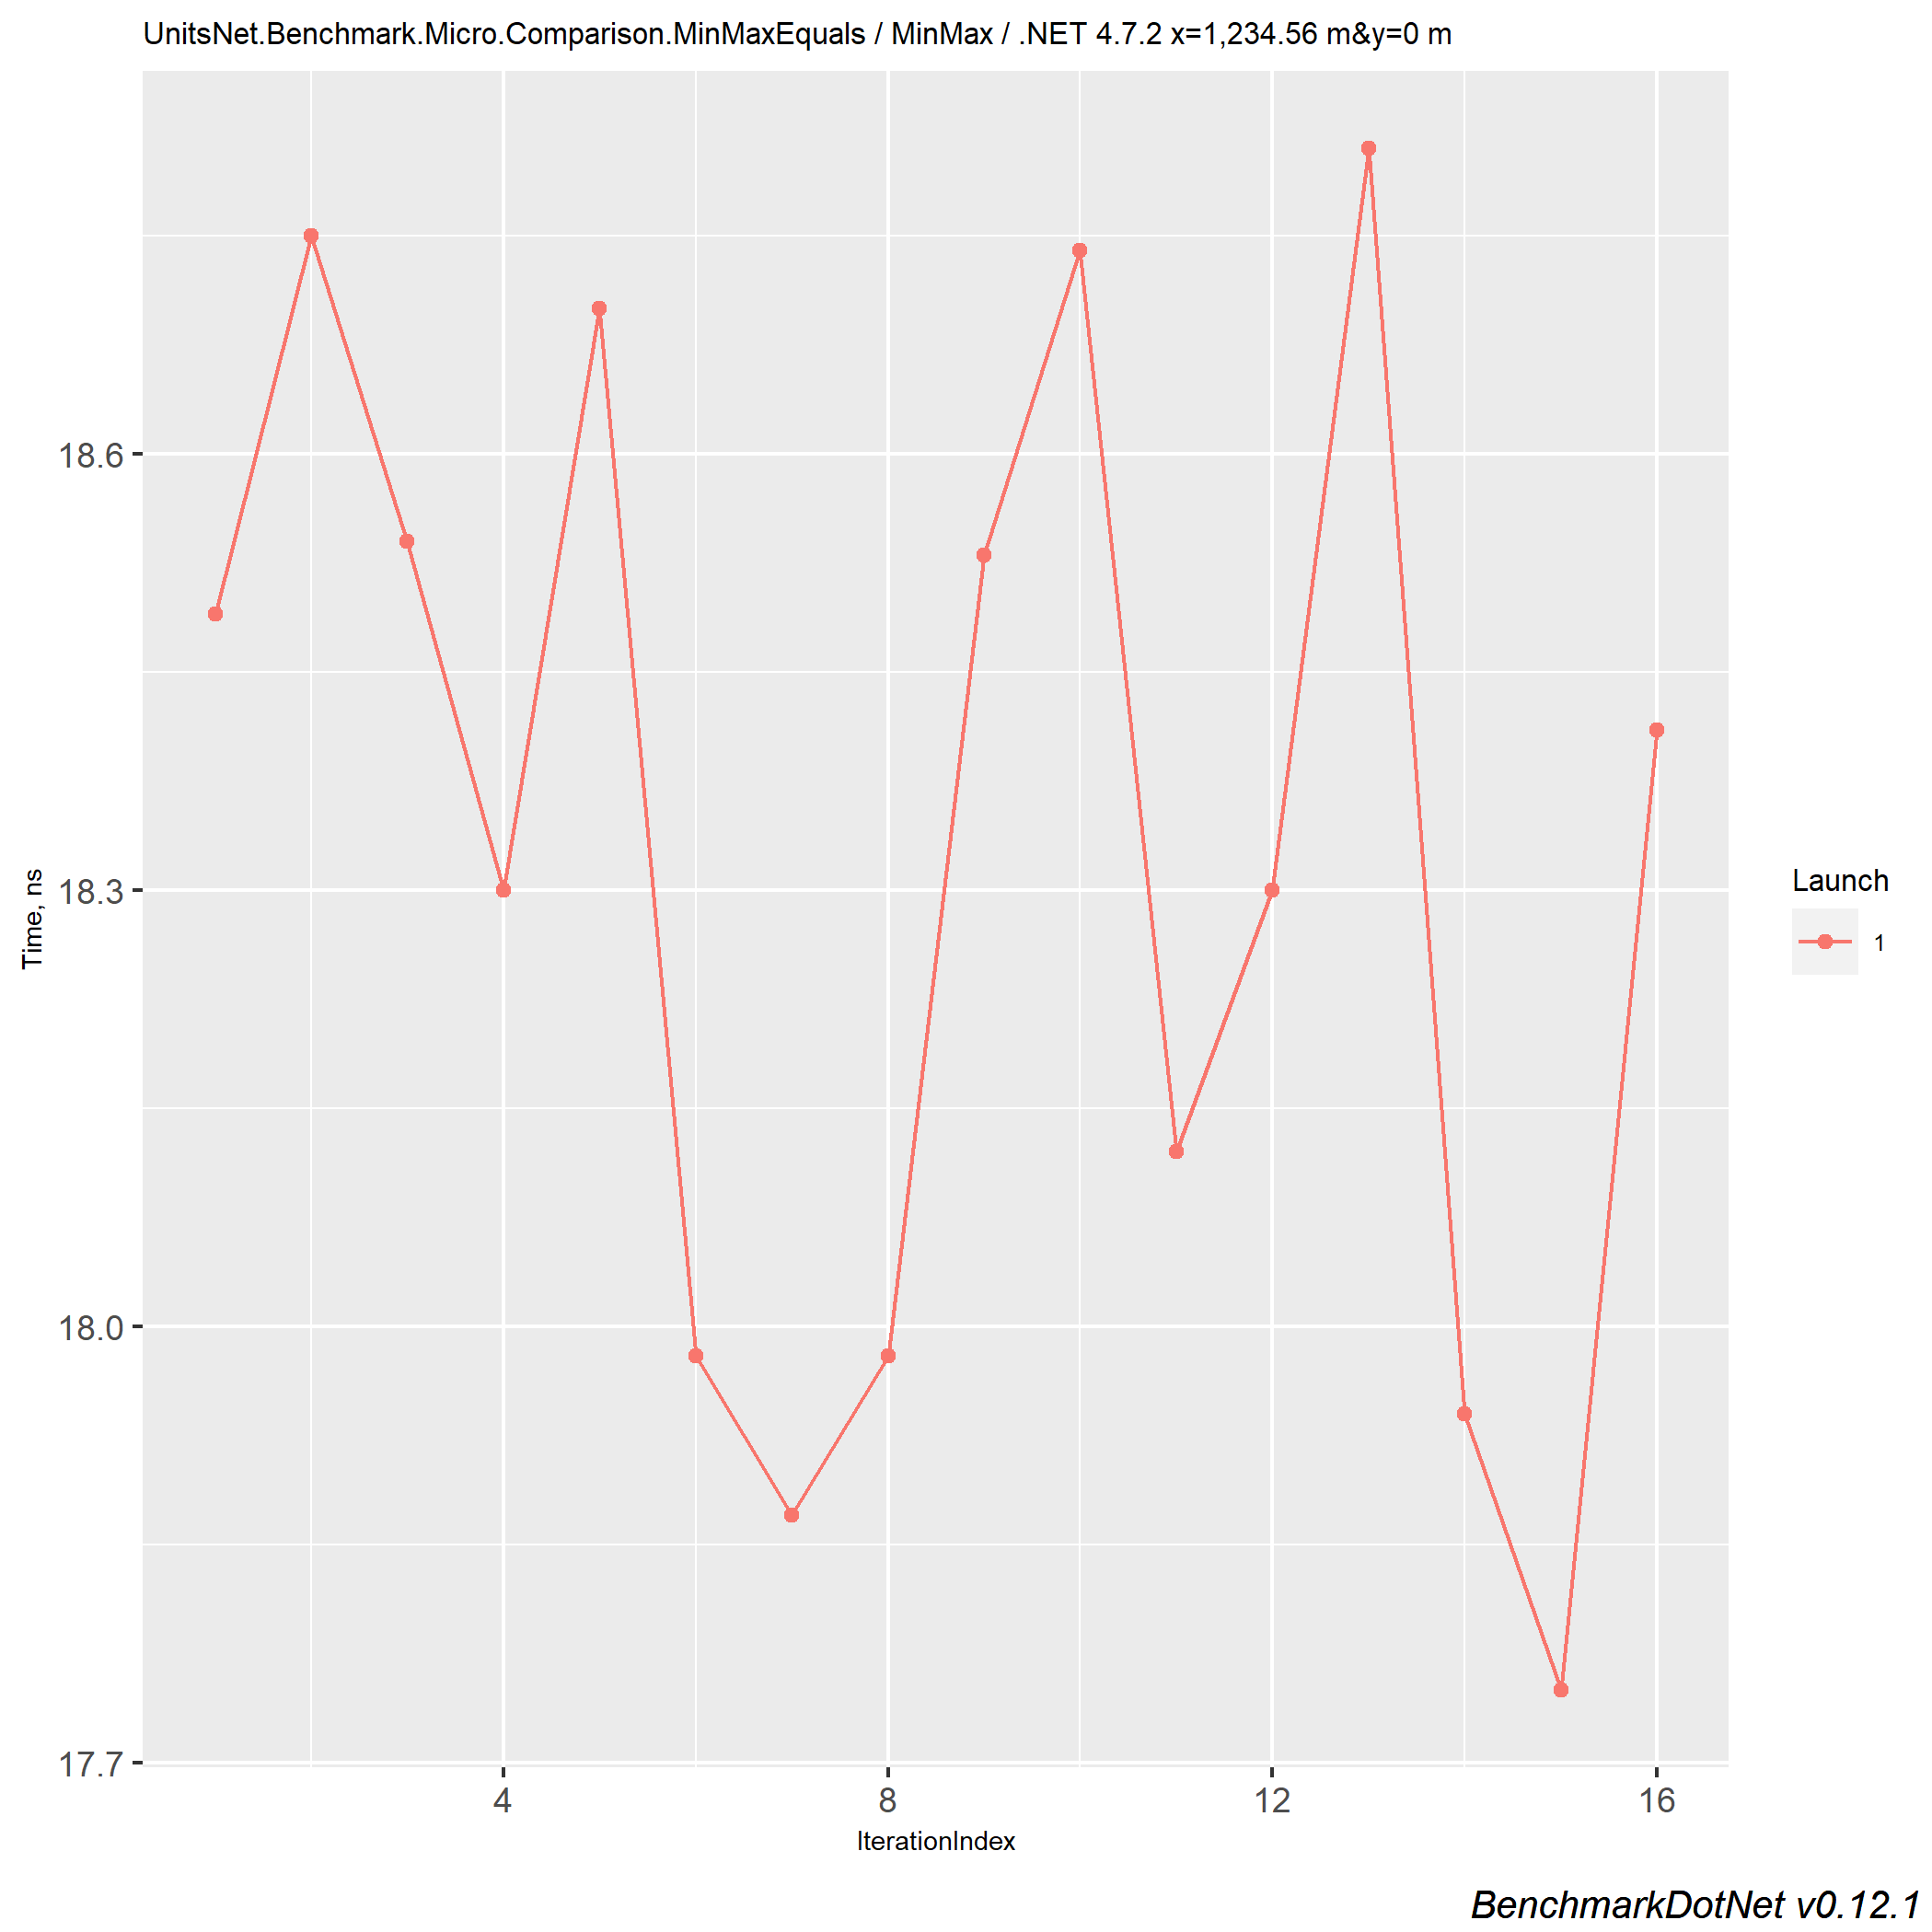 UnitsNet.Benchmark.Micro.Comparison.MinMaxEquals / MinMax / .NET 4.7.2 x=1,234.56 m&y=0 m
Time, ns
18.6
18.3
18.0
17.7
4 8 12 16
IterationIndex
Launch
1
BenchmarkDotNet v0.12.1